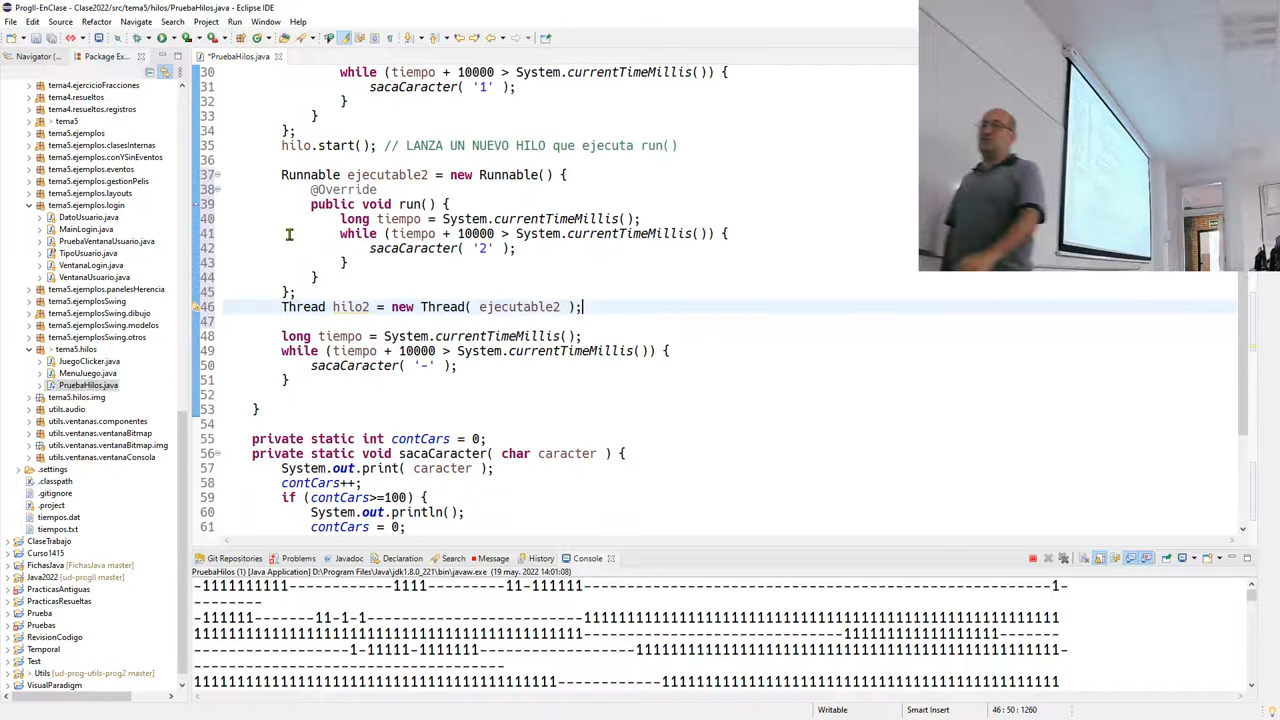 ProgII-EnClase - Clase2022/src/tema5/hilos/PruebaHilos.java - Eclipse IDE
File Edit Source Refactor Navigate Search Project Run Window Help
Navigator (... Package Ex...
*PruebaHilos.java
tema4.ejercicioFracciones
tema4.resueltos
tema4.resueltos.registros
> tema5
tema5.ejemplos
tema5.ejemplos.clasesInternas
tema5.ejemplos.conYSinEventos
tema5.ejemplos.eventos
tema5.ejemplos.gestionPelis
tema5.ejemplos.layouts
tema5.ejemplos.login
DatoUsuario.java
MainLogin.java
PruebaVentanaUsuario.java
TipoUsuario.java
VentanaLogin.java
VentanaUsuario.java
tema5.ejemplos.panelesHerencia
tema5.ejemplosSwing
tema5.ejemplosSwing.dibujo
tema5.ejemplosSwing.modelos
tema5.ejemplosSwing.otros
> tema5.hilos
JuegoClicker.java
MenuJuego.java
PruebaHilos.java
tema5.hilos.img
utils.audio
utils.ventanas.componentes
utils.ventanas.ventanaBitmap
utils.ventanas.ventanaBitmap.img
utils.ventanas.ventanaConsola
.settings
.classpath
.gitignore
.project
tiempos.dat
tiempos.txt
ClaseTrabajo
Curso1415
FichasJava (FichasJava master)
Java2022 [ud-progII master]
PracticasAntiguas
PracticasResueltas
Prueba
Pruebas
RevisionCodigo
Temporal
Test
> Utils [ud-prog-utils-prog2 master]
VisualParadigm
30 while (tiempo + 10000 > System.currentTimeMillis()) {
31 sacaCaracter( '1' );
32 }
33 }
34 };
35 hilo.start(); // LANZA UN NUEVO HILO que ejecuta run()
36
37 Runnable ejecutable2 = new Runnable() {
38 @Override
39 public void run() {
40 long tiempo = System.currentTimeMillis();
41 while (tiempo + 10000 > System.currentTimeMillis()) {
42 sacaCaracter( '2' );
43 }
44 }
45 };
46 Thread hilo2 = new Thread( ejecutable2 );
47
48 long tiempo = System.currentTimeMillis();
49 while (tiempo + 10000 > System.currentTimeMillis()) {
50 sacaCaracter( '-' );
51 }
52
53 }
54
55 private static int contCars = 0;
56 private static void sacaCaracter( char caracter ) {
57 System.out.print( caracter );
58 contCars++;
59 if (contCars>=100) {
60 System.out.println();
61 contCars = 0;
Git Repositories Problems Javadoc Declaration Search Message History Console
PruebaHilos (1) [Java Application] D:\Program Files\Java\jdk1.8.0_221\bin\javaw.exe (19 may. 2022 14:01:08)
Writable Smart Insert 46 : 50 : 1260